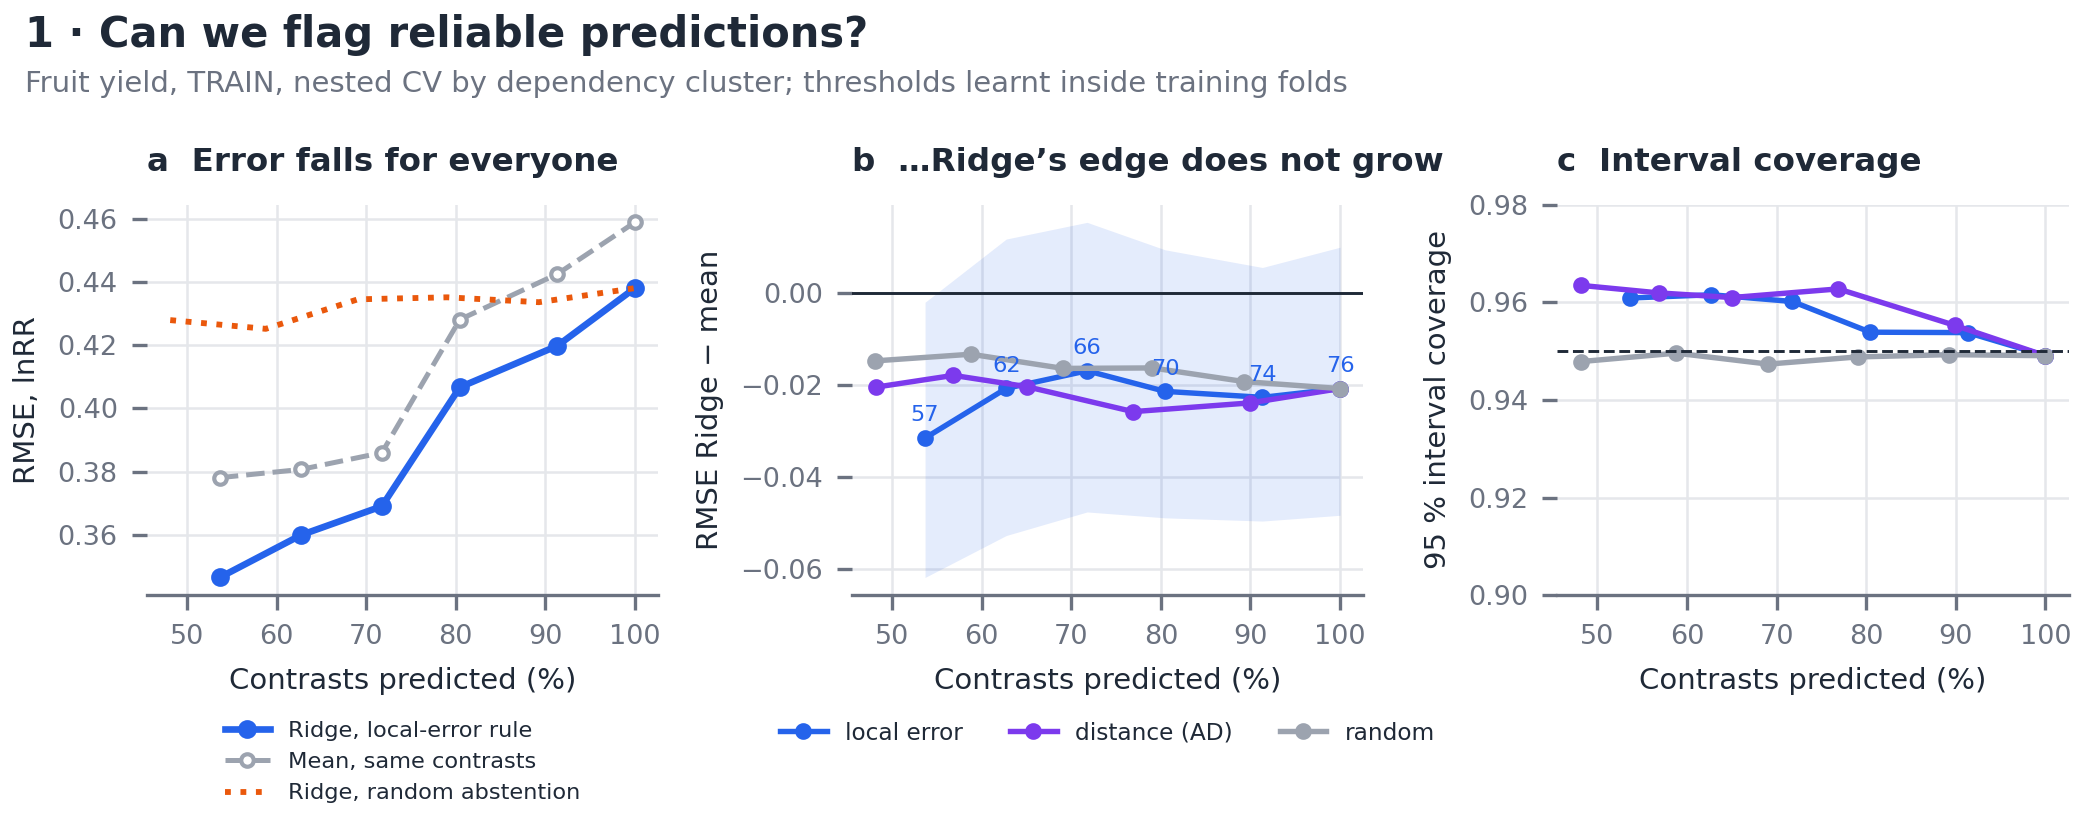 1 · Can we flag reliable predictions?
Fruit yield, TRAIN, nested CV by dependency cluster; thresholds learnt inside training folds
a Error falls for everyone
RMSE, lnRR
0.46
0.44
0.42
0.40
0.38
0.36
50 60 70 80 90 100
Contrasts predicted (%)
Ridge, local-error rule
Mean, same contrasts
Ridge, random abstention
b …Ridge’s edge does not grow
RMSE Ridge − mean
0.00
−0.02
−0.04
−0.06
57 62 66 70 74 76
50 60 70 80 90 100
Contrasts predicted (%)
local error distance (AD) random
c Interval coverage
95 % interval coverage
0.98
0.96
0.94
0.92
0.90
50 60 70 80 90 100
Contrasts predicted (%)